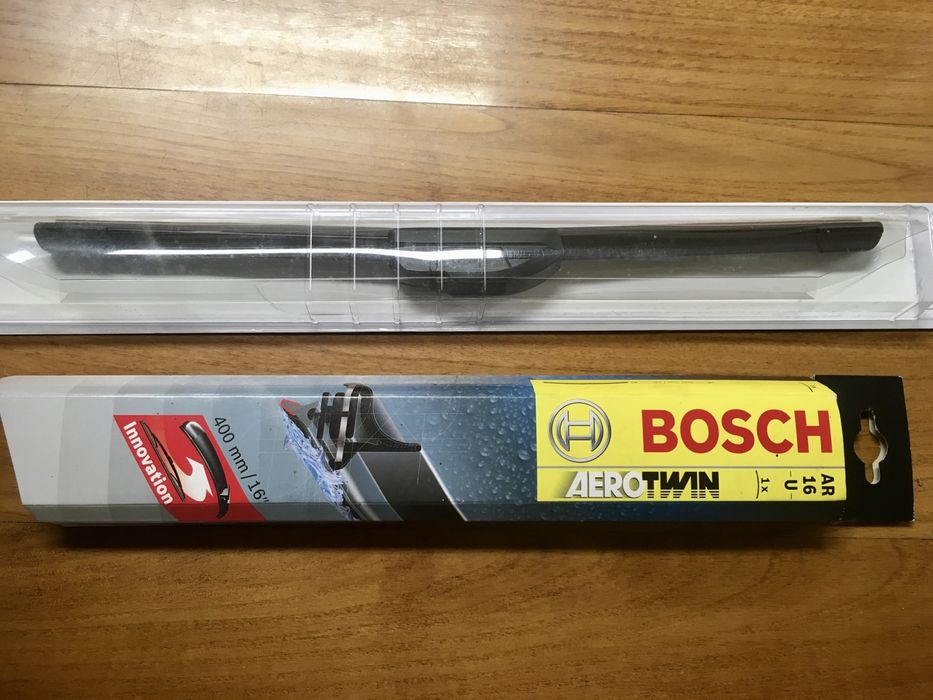 Innovation
400 mm / 16"
BOSCH
AEROTWIN
AR
16
-U-
1x